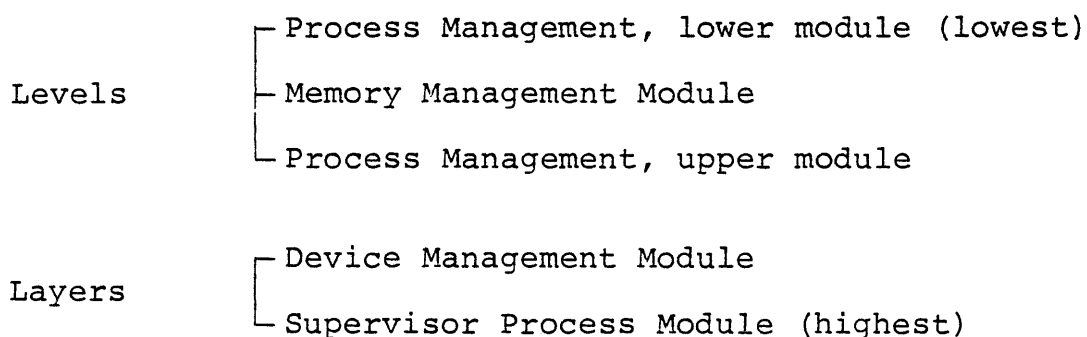 Process Management, lower module (lowest)
Levels Memory Management Module
Process Management, upper module
Device Management Module
Layers
Supervisor Process Module (highest)